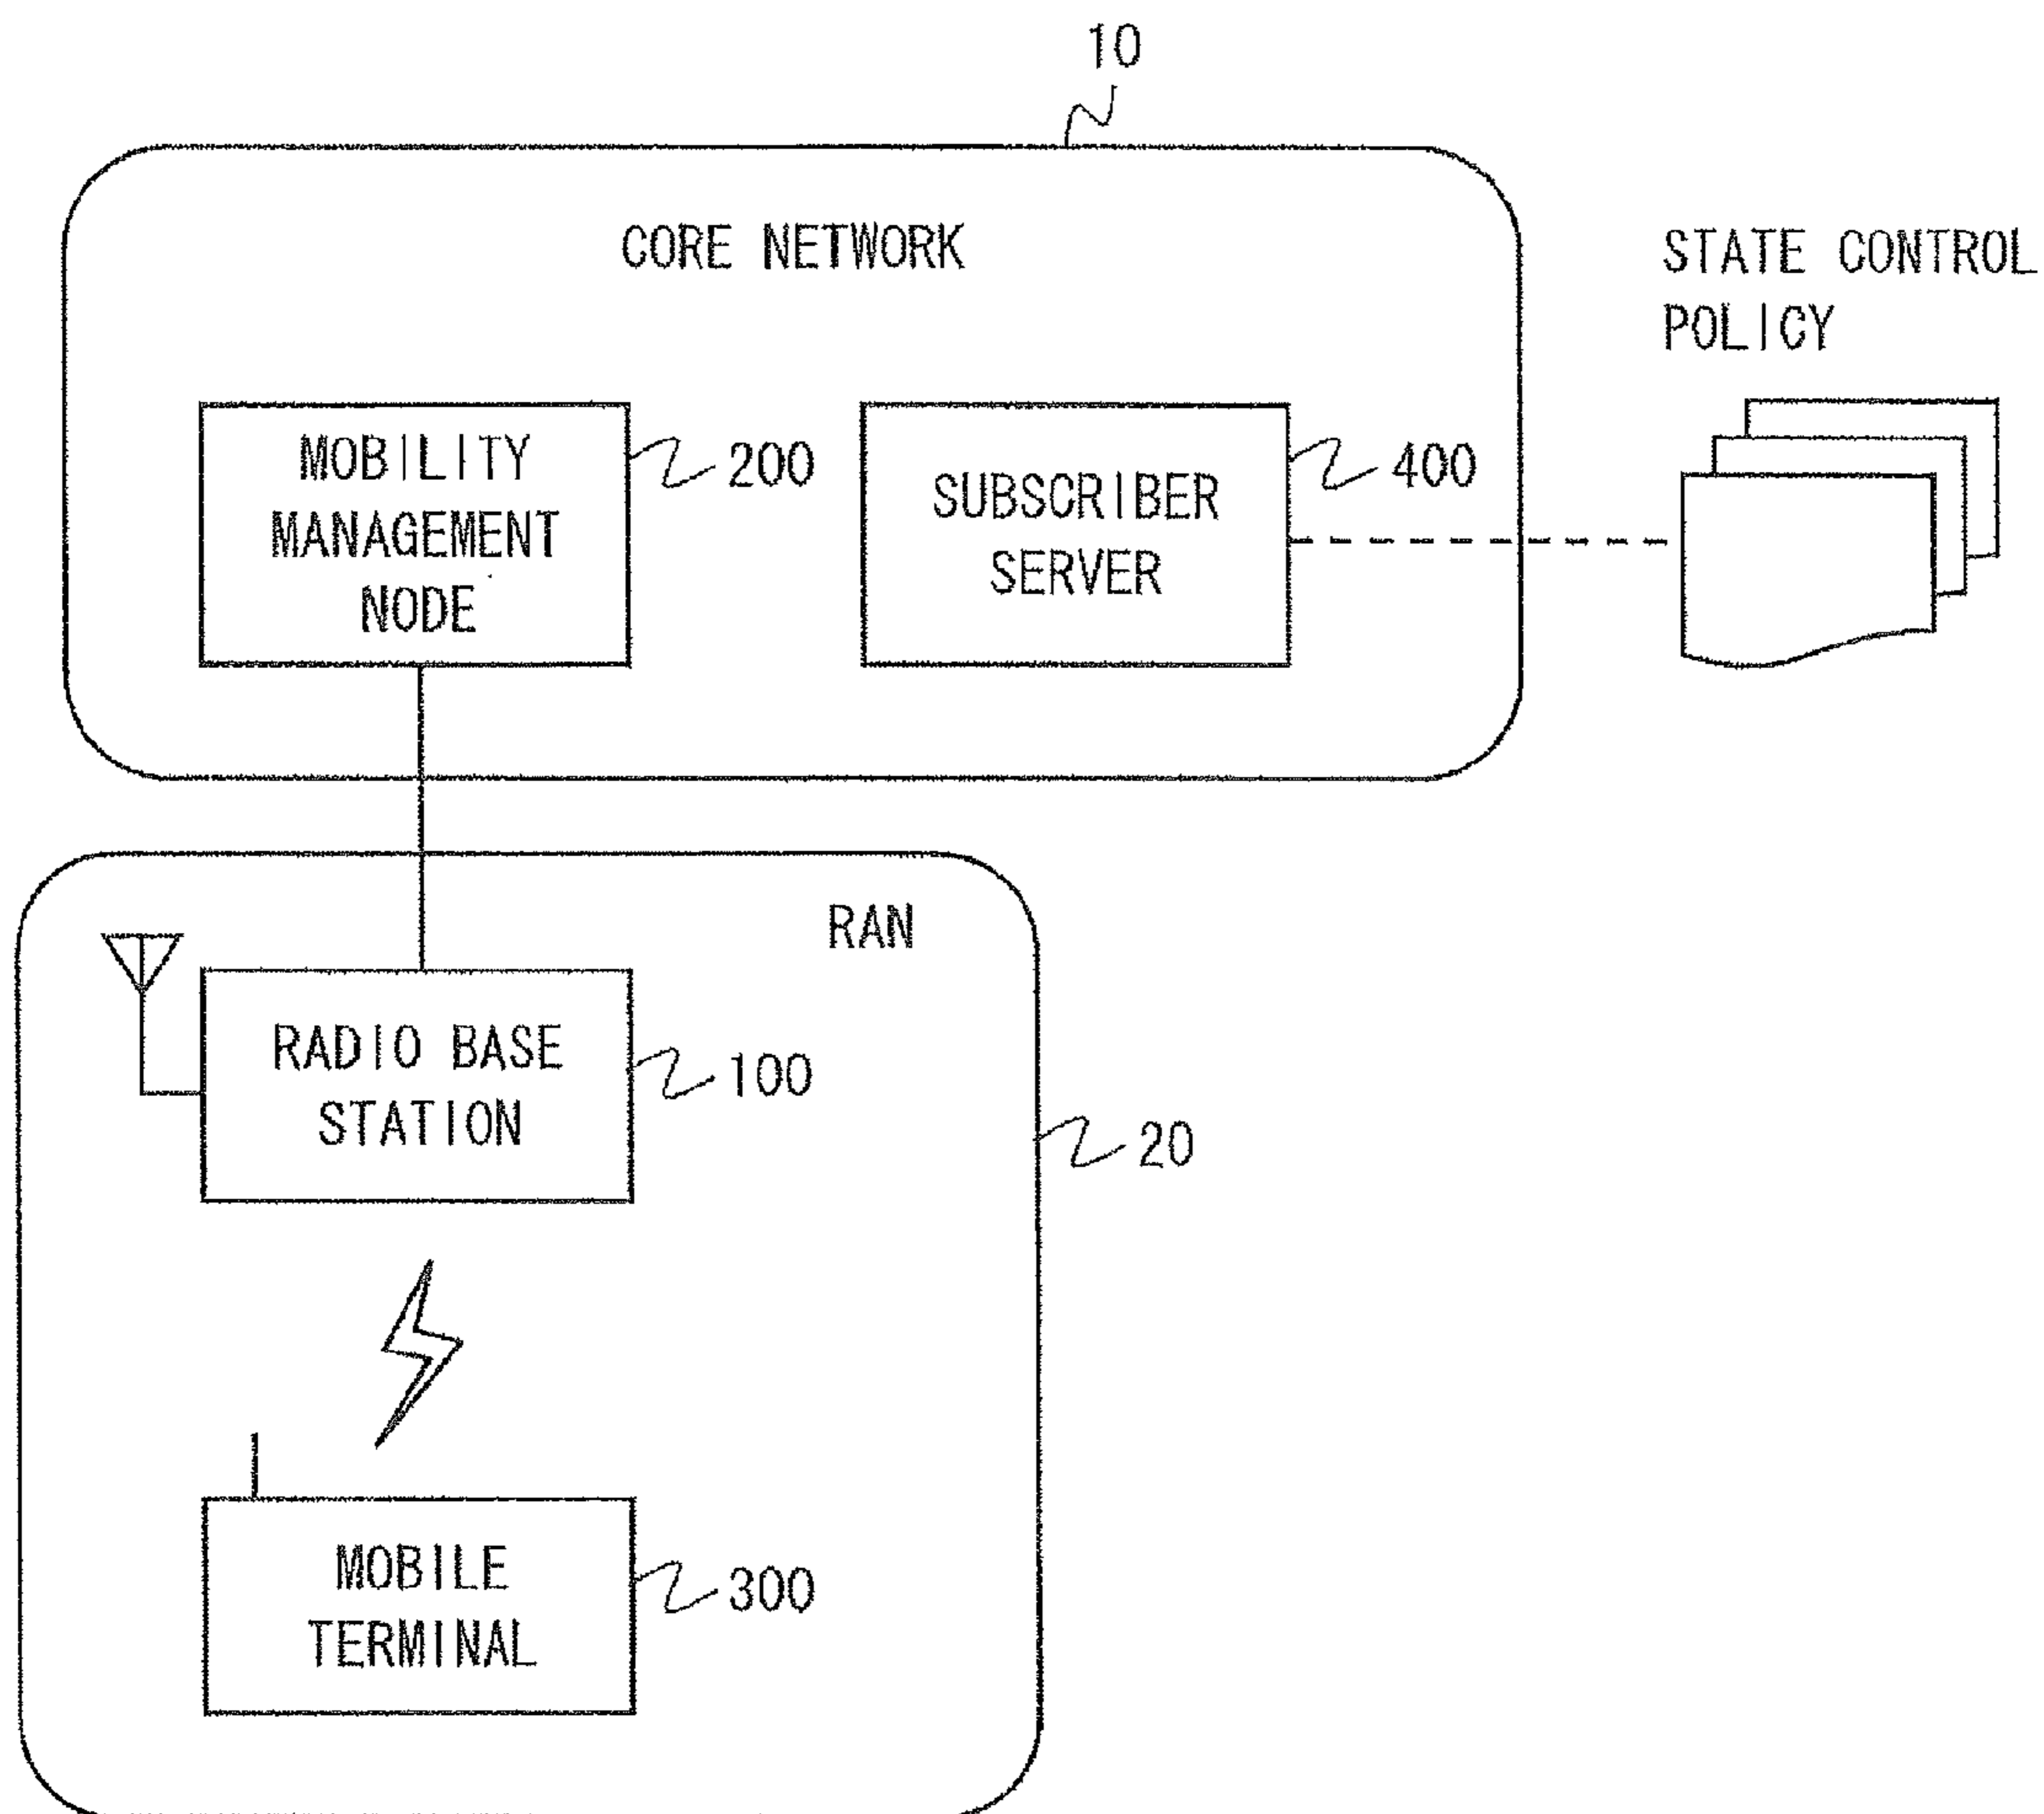 10
CORE NETWORK
STATE CONTROL
POLICY
MOBILITY
MANAGEMENT
NODE
200
SUBSCRIBER
SERVER
400
RAN
RADIO BASE
STATION
100
20
MOBILE
TERMINAL
300